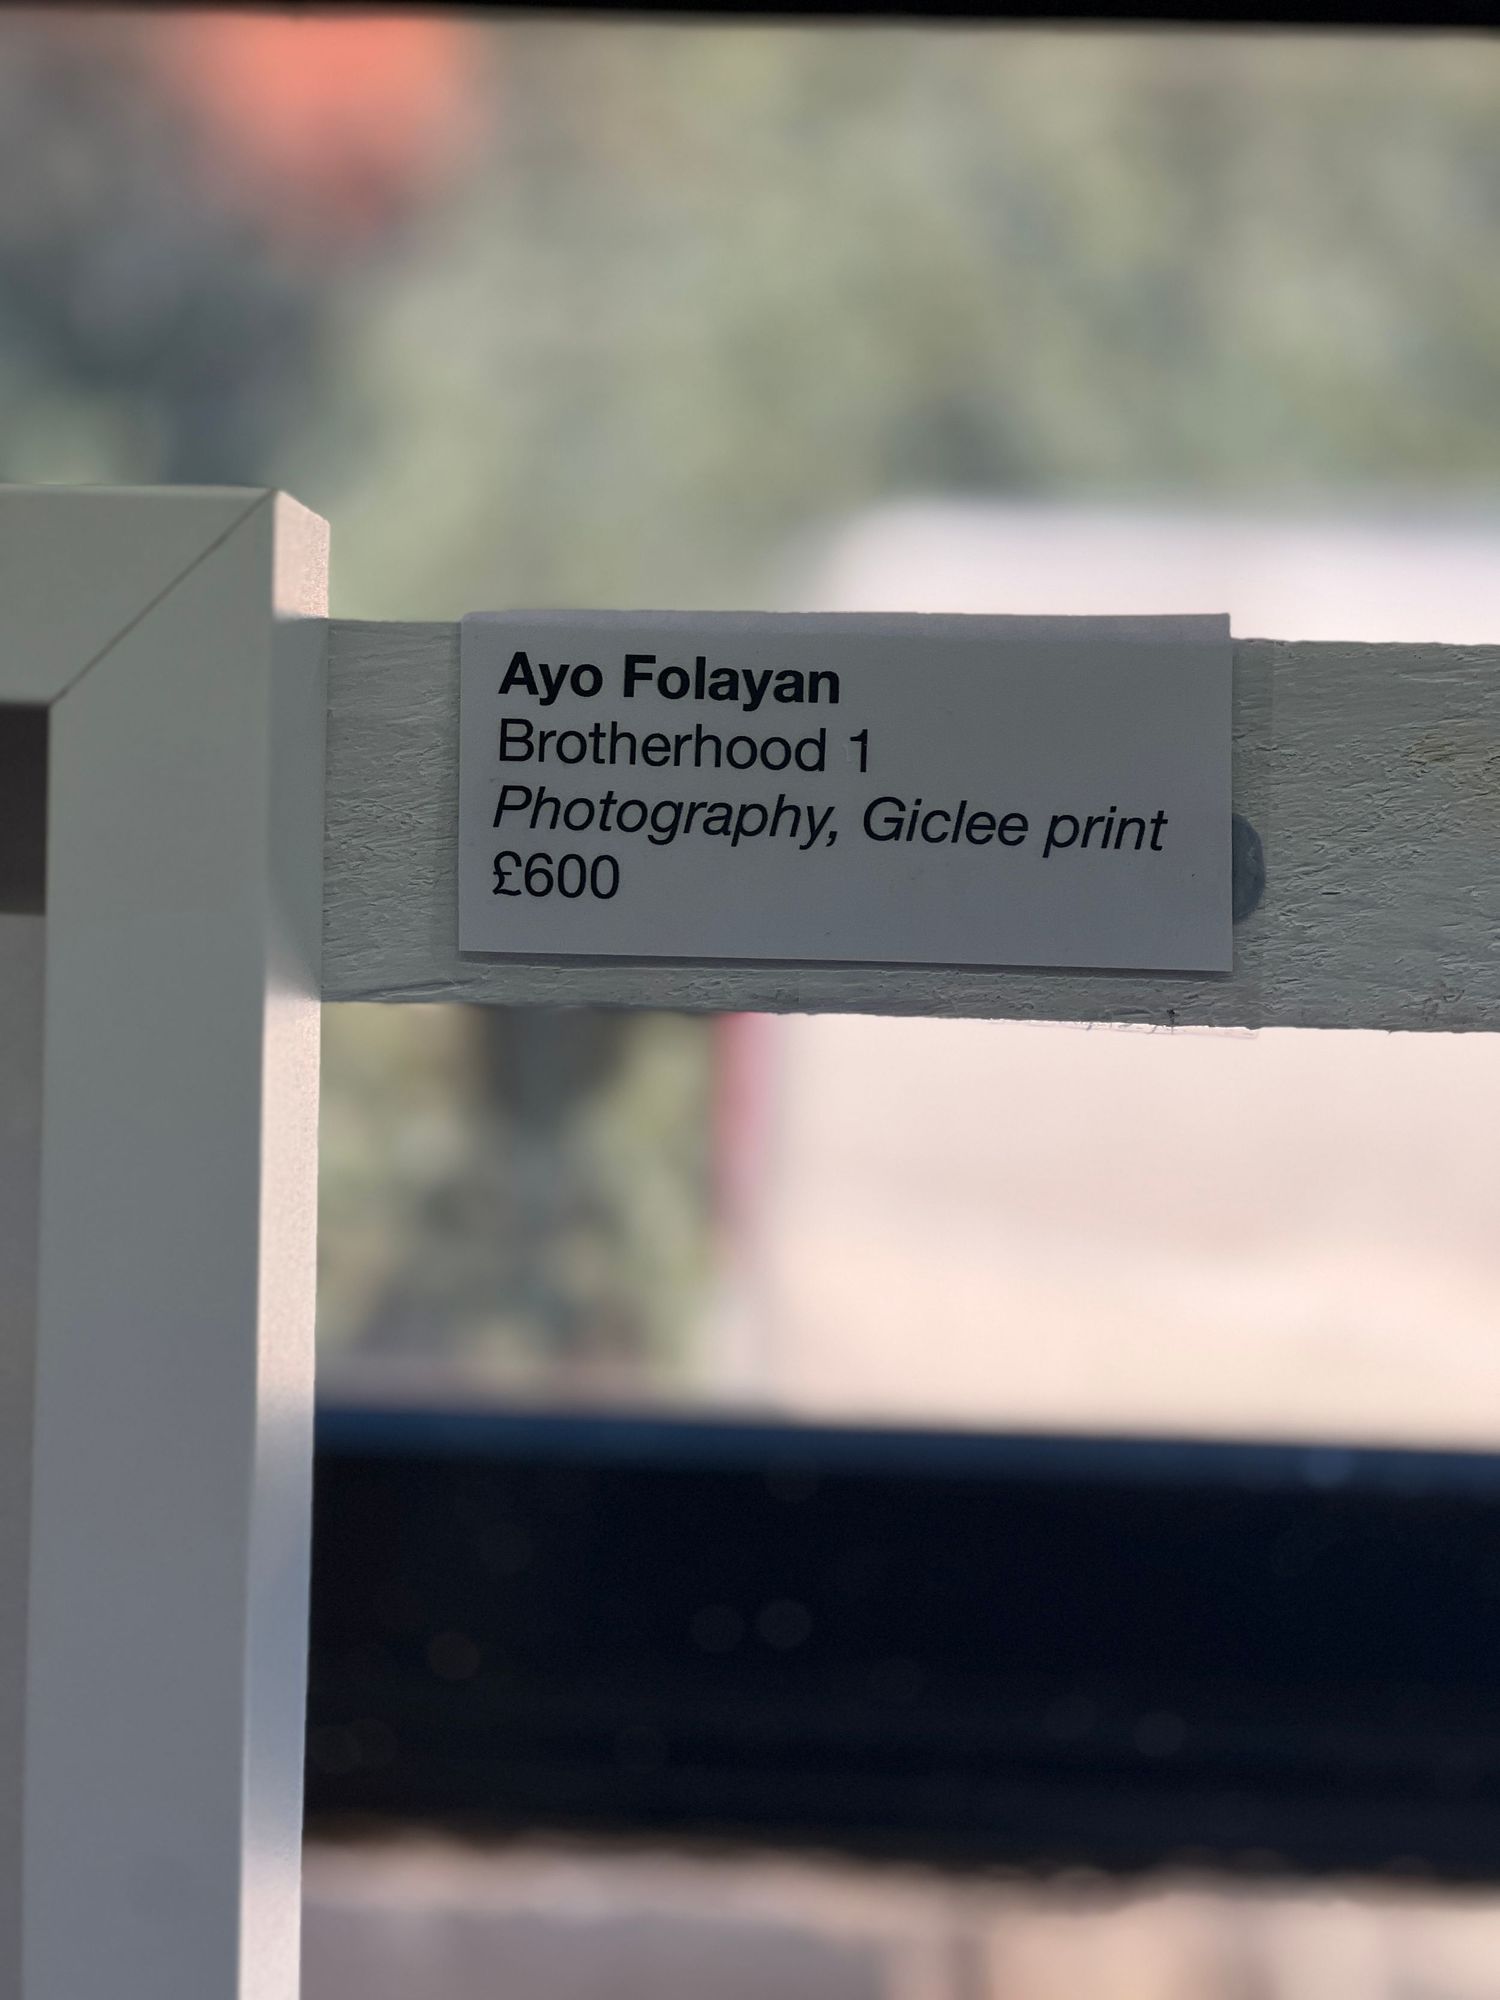 Ayo Folayan
Brotherhood 1
Photography, Giclee print
£600